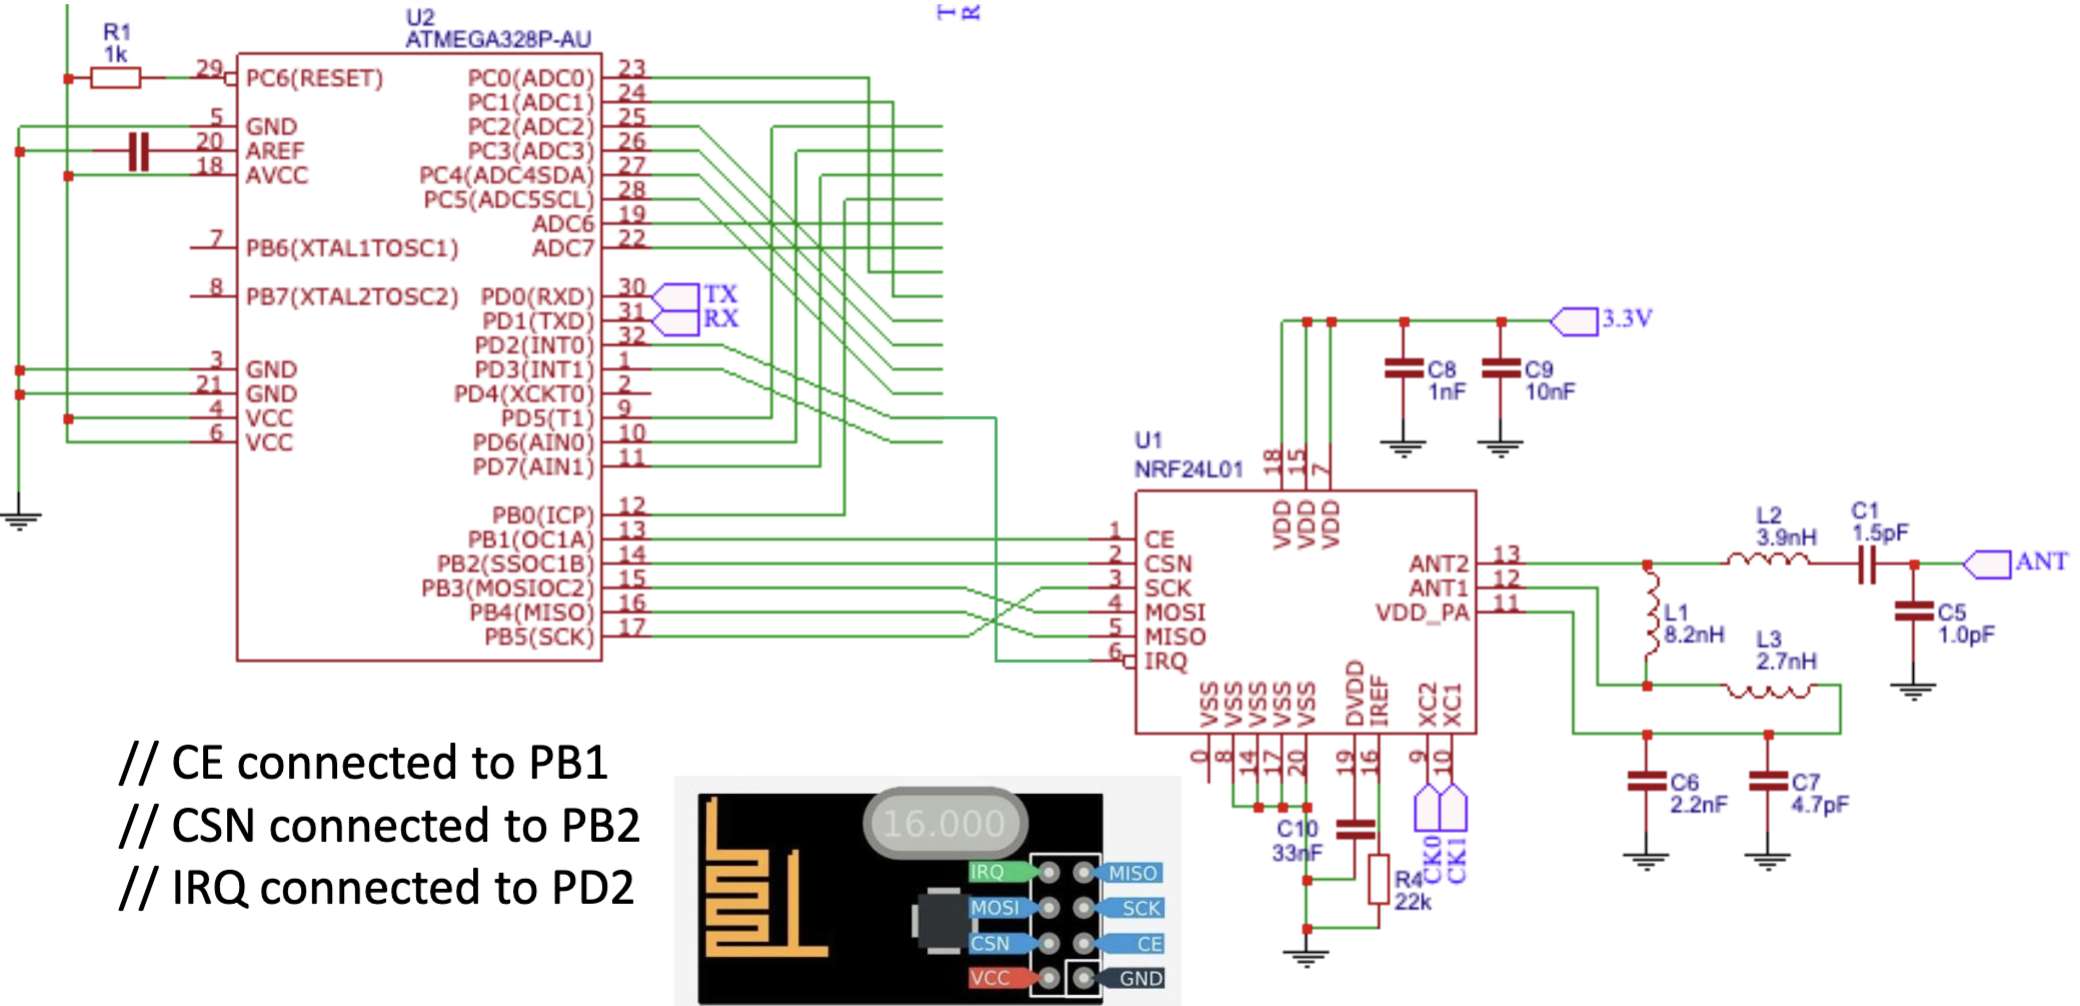 T
R
U2
ATMEGA328P-AU
R1
1k
29 PC6(RESET)
5 GND
20 AREF
18 AVCC
7 PB6(XTAL1TOSC1)
8 PB7(XTAL2TOSC2)
3 GND
21 GND
4 VCC
6 VCC
PC0(ADC0) 23
PC1(ADC1) 24
PC2(ADC2) 25
PC3(ADC3) 26
PC4(ADC4SDA) 27
PC5(ADC5SCL) 28
ADC6 19
ADC7 22
PD0(RXD) 30 TX
PD1(TXD) 31 RX
PD2(INT0) 32
PD3(INT1) 1
PD4(XCKT0) 2
PD5(T1) 9
PD6(AIN0) 10
PD7(AIN1) 11
PB0(ICP) 12
PB1(OC1A) 13
PB2(SSOC1B) 14
PB3(MOSIOC2) 15
PB4(MISO) 16
PB5(SCK) 17
3.3V
C8
1nF
C9
10nF
U1
NRF24L01
18 15 7
VDD VDD VDD
1 CE
2 CSN
3 SCK
4 MOSI
5 MISO
6 IRQ
ANT2 13
ANT1 12
VDD_PA 11
VSS VSS VSS VSS VSS DVDD IREF XC2 XC1
0 8 14 17 20 19 16 9 10
L2
3.9nH
C1
1.5pF
ANT
L1
8.2nH
C5
1.0pF
L3
2.7nH
C6
2.2nF
C7
4.7pF
C10
33nF
R4
22k
CK0
CK1
// CE connected to PB1
// CSN connected to PB2
// IRQ connected to PD2
16.000
IRQ MISO
MOSI SCK
CSN CE
VCC GND